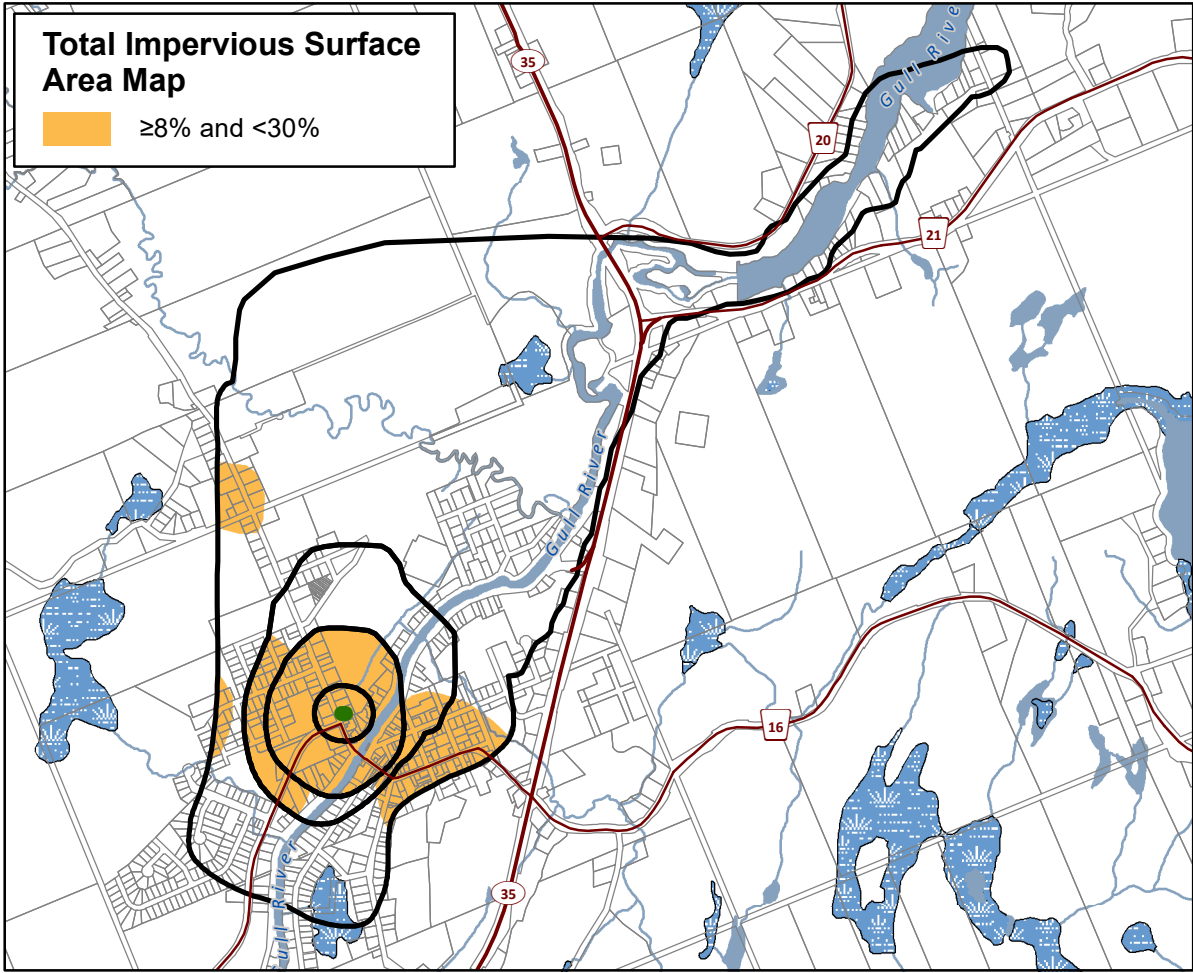 Total Impervious Surface
Area Map
≥8% and <30%
35
Gull River
20
21
Gull River
16
35
Gull River